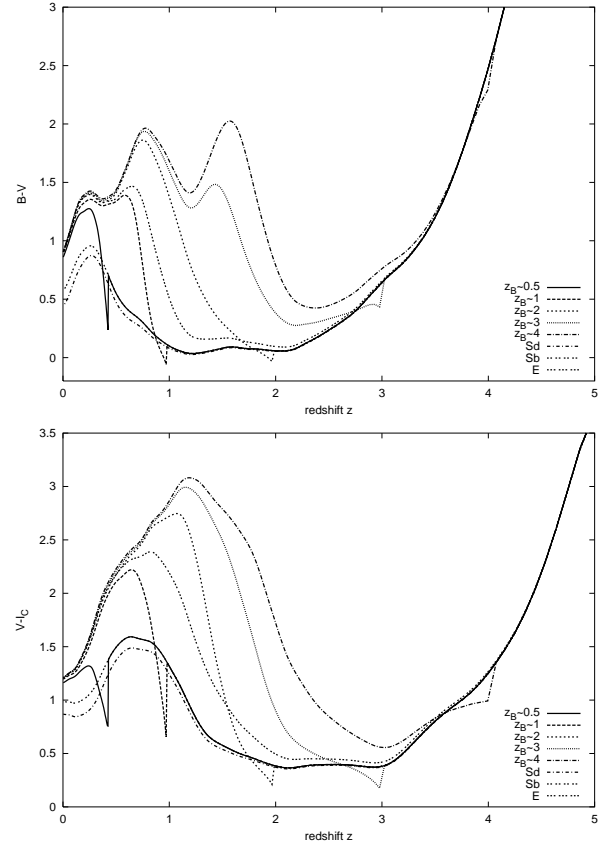 3
2.5
2
1.5
1
0.5
0
B-V
z_B~0.5
z_B~1
z_B~2
z_B~3
z_B~4
Sd
Sb
E
0 1 2 3 4 5
redshift z
3.5
3
2.5
2
1.5
1
0.5
0
V-I_C
z_B~0.5
z_B~1
z_B~2
z_B~3
z_B~4
Sd
Sb
E
0 1 2 3 4 5
redshift z